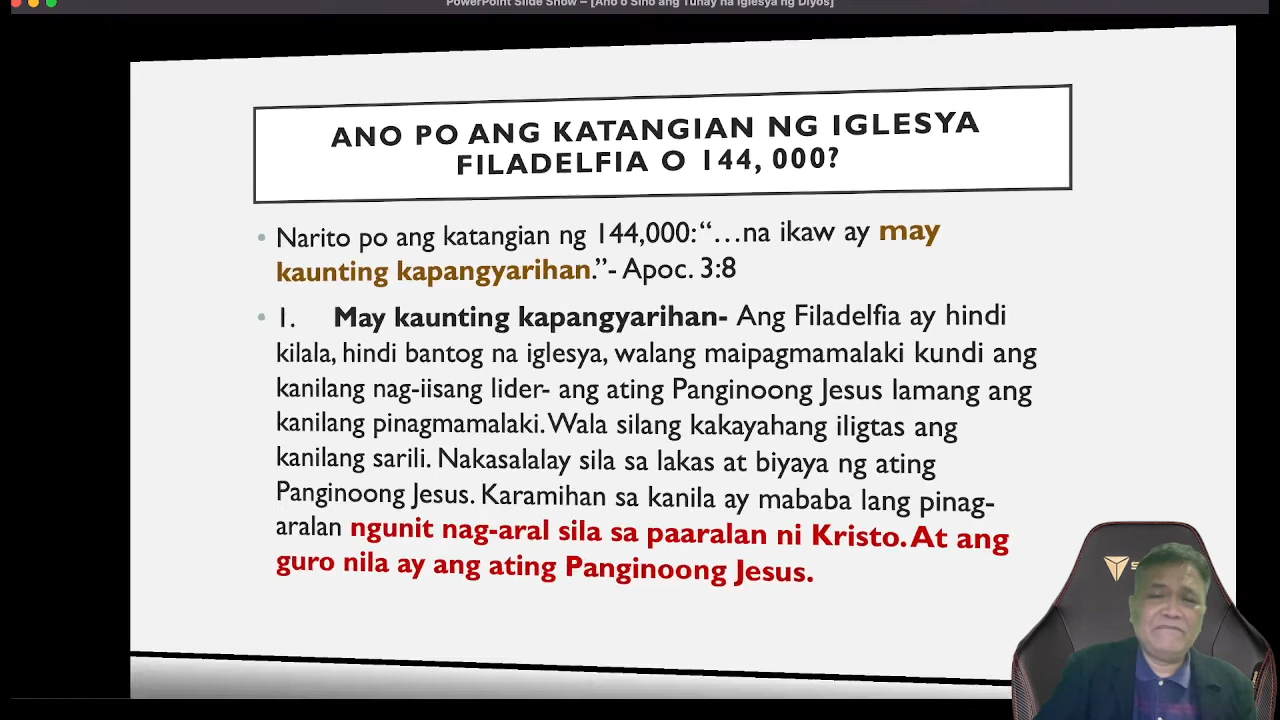 PowerPoint Slide Show – [Ano o Sino ang Tunay na Iglesya ng Diyos]
ANO PO ANG KATANGIAN NG IGLESYA
FILADELFIA O 144, 000?
• Narito po ang katangian ng 144,000: “…na ikaw ay may
kaunting kapangyarihan.”- Apoc. 3:8
• 1. May kaunting kapangyarihan- Ang Filadelfia ay hindi
kilala, hindi bantog na iglesya, walang maipagmamalaki kundi ang
kanilang nag-iisang lider- ang ating Panginoong Jesus lamang ang
kanilang pinagmamalaki. Wala silang kakayahang iligtas ang
kanilang sarili. Nakasalalay sila sa lakas at biyaya ng ating
Panginoong Jesus. Karamihan sa kanila ay mababa lang pinag-
aralan ngunit nag-aral sila sa paaralan ni Kristo. At ang
guro nila ay ang ating Panginoong Jesus.